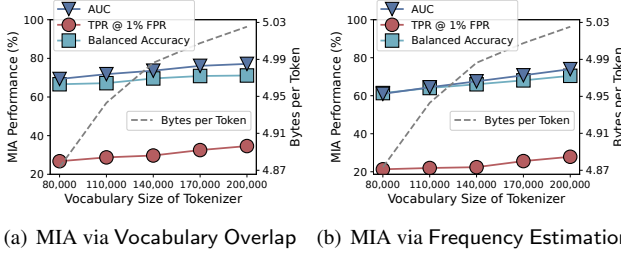 MIA Performance (%)
100
80
60
40
20
AUC
TPR @ 1% FPR
Balanced Accuracy
Bytes per Token
5.03
4.99
4.95
4.91
4.87
Bytes per Token
80,000 110,000 140,000 170,000 200,000
Vocabulary Size of Tokenizer
(a) MIA via Vocabulary Overlap
MIA Performance (%)
100
80
60
40
20
AUC
TPR @ 1% FPR
Balanced Accuracy
Bytes per Token
5.03
4.99
4.95
4.91
4.87
Bytes per Token
80,000 110,000 140,000 170,000 200,000
Vocabulary Size of Tokenizer
(b) MIA via Frequency Estimation